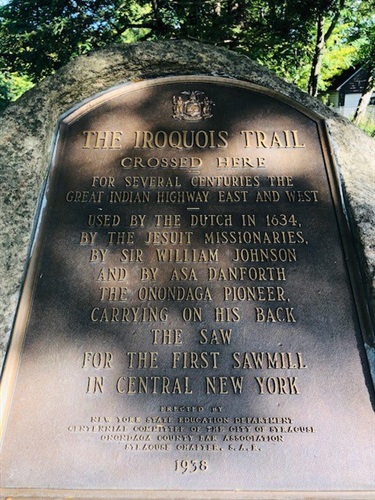 THE IROQUOIS TRAIL
CROSSED HERE
FOR SEVERAL CENTURIES THE
GREAT INDIAN HIGHWAY EAST AND WEST
USED BY THE DUTCH IN 1634,
BY THE JESUIT MISSIONARIES,
BY SIR WILLIAM JOHNSON
AND BY ASA DANFORTH
THE ONONDAGA PIONEER,
CARRYING ON HIS BACK
THE SAW
FOR THE FIRST SAWMILL
IN CENTRAL NEW YORK
ERECTED BY
NEW YORK STATE EDUCATION DEPARTMENT
CENTENNIAL COMMITTEE OF THE CITY OF SYRACUSE
ONONDAGA COUNTY BAR ASSOCIATION
SYRACUSE CHAPTER, S.A.R.
1938